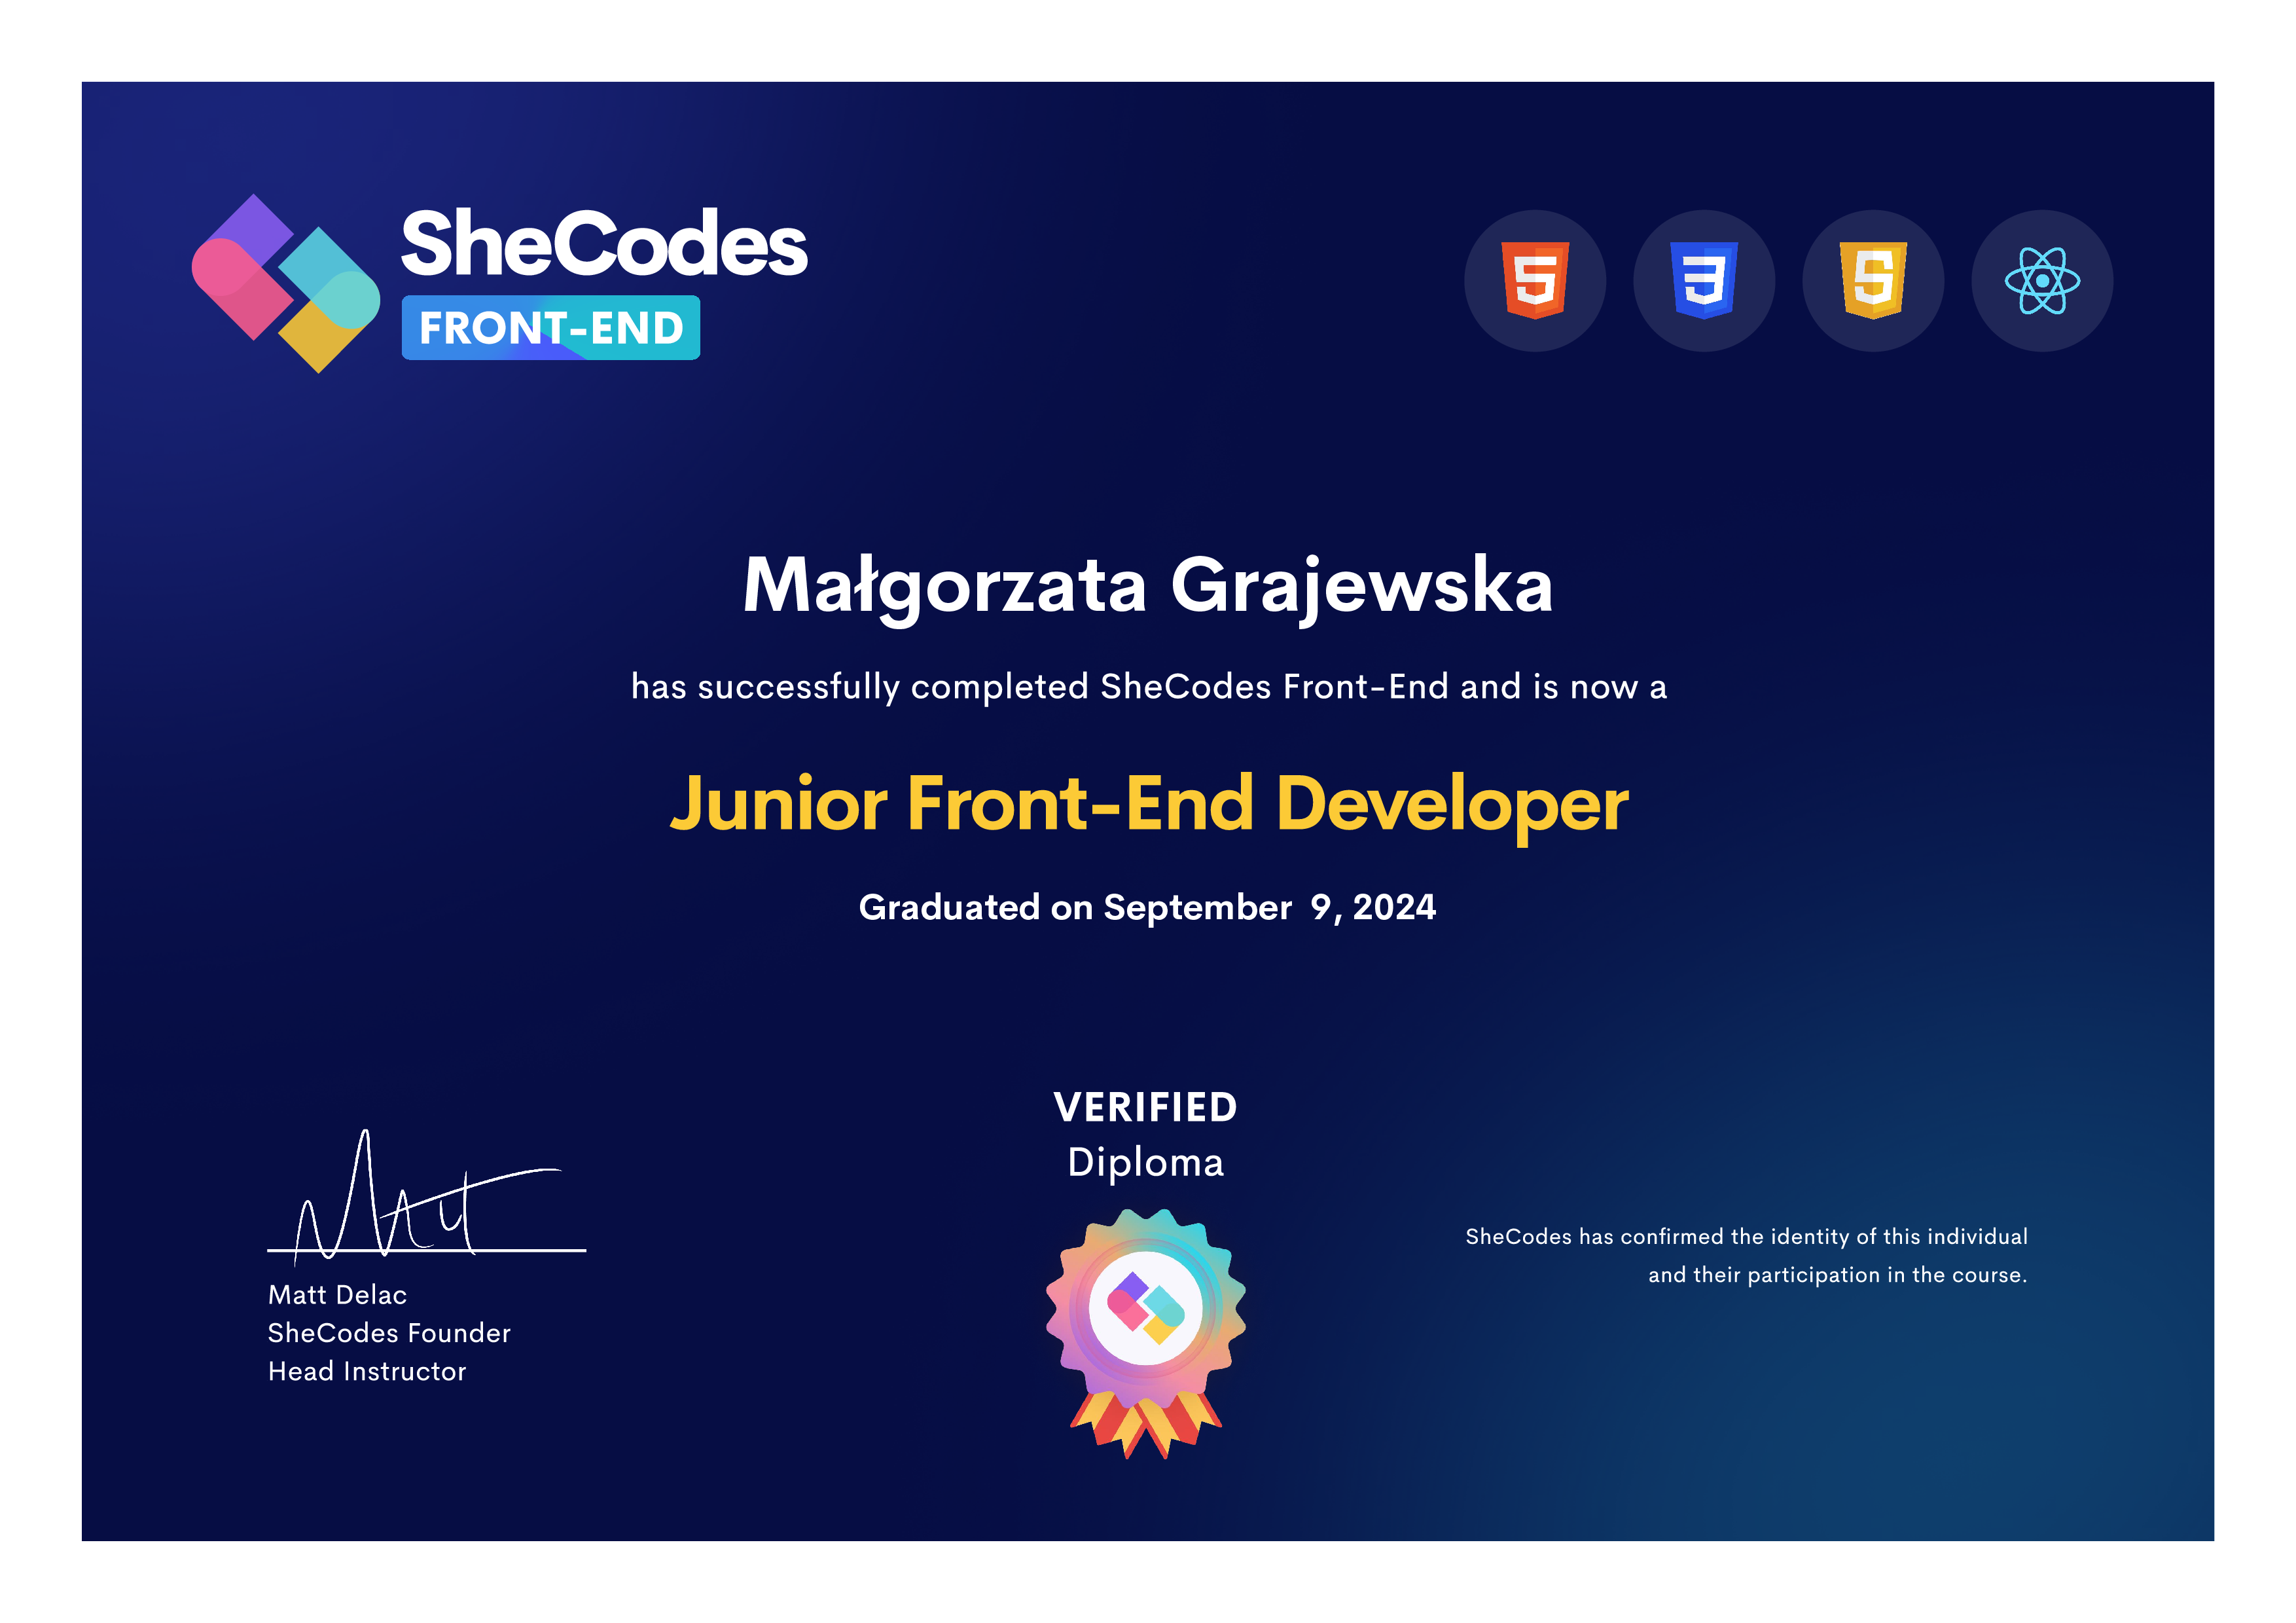 SheCodes
FRONT-END
Małgorzata Grajewska
has successfully completed SheCodes Front-End and is now a
Junior Front-End Developer
Graduated on September 9, 2024
VERIFIED
Diploma
Matt Delac
SheCodes Founder
Head Instructor
SheCodes has confirmed the identity of this individual
and their participation in the course.